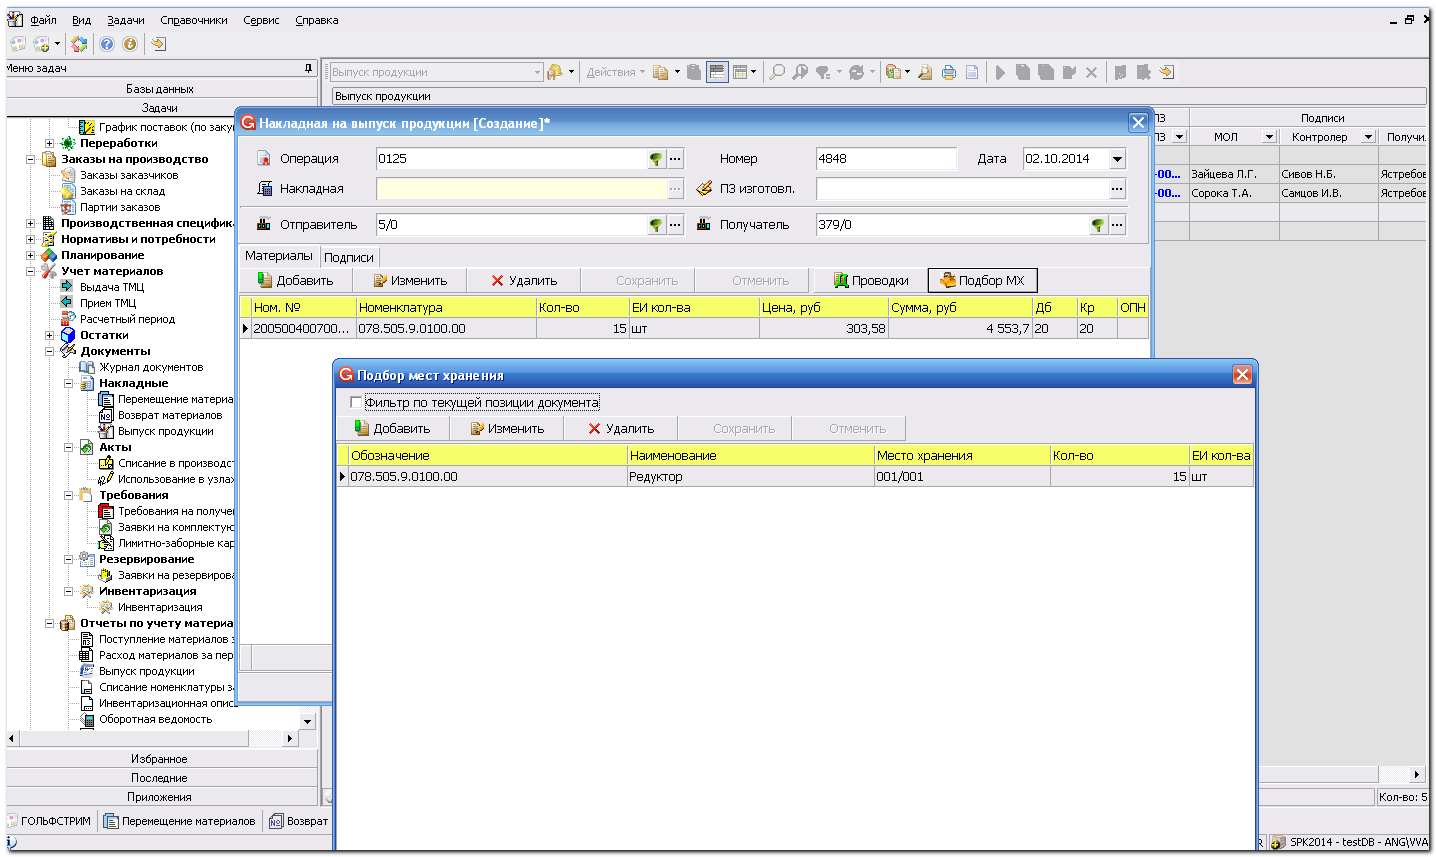 Файл Вид Задачи Справочники Сервис Справка
Меню задач
Базы данных
Задачи
График поставок (по заку
Переработки
Заказы на производство
Заказы заказчиков
Заказы на склад
Партии заказов
Производственная специфика
Нормативы и потребности
Планирование
Учет материалов
Выдача ТМЦ
Прием ТМЦ
Расчетный период
Остатки
Документы
Журнал документов
Накладные
Перемещение материа
Возврат материалов
Выпуск продукции
Акты
Списание в производст
Использование в узлах
Требования
Требования на получе
Заявки на комплектую
Лимитно-заборные кар
Резервирование
Заявки на резервирова
Инвентаризация
Инвентаризация
Отчеты по учету материа
Поступление материалов з
Расход материалов за пер
Выпуск продукции
Списание номенклатуры з
Инвентаризационная опис
Оборотная ведомость
Избранное
Последние
Приложения
Выпуск продукции Действия
Выпуск продукции
ПЗ Подписи
ПЗ МОЛ Контролер Получи
-00... Зайцева Л.Г. Сивов Н.Б. Ястребов
-00... Сорока Т.А. Самцов И.В. Ястребов
Накладная на выпуск продукции [Создание]*
Операция 0125 Номер 4848 Дата 02.10.2014
Накладная ПЗ изготовл.
Отправитель 5/0 Получатель 379/0
Материалы Подписи
Добавить Изменить Удалить Сохранить Отменить Проводки Подбор МХ
Ном. № Номенклатура Кол-во ЕИ кол-ва Цена, руб Сумма, руб Дб Кр ОПН
200500400700... 078.505.9.0100.00 15 шт 303,58 4 553,7 20 20
Подбор мест хранения
Фильтр по текущей позиции документа
Добавить Изменить Удалить Сохранить Отменить
Обозначение Наименование Место хранения Кол-во ЕИ кол-ва
078.505.9.0100.00 Редуктор 001/001 15 шт
Кол-во: 5
ГОЛЬФСТРИМ Перемещение материалов Возврат
R SPK2014 - testDB - ANG\VVA